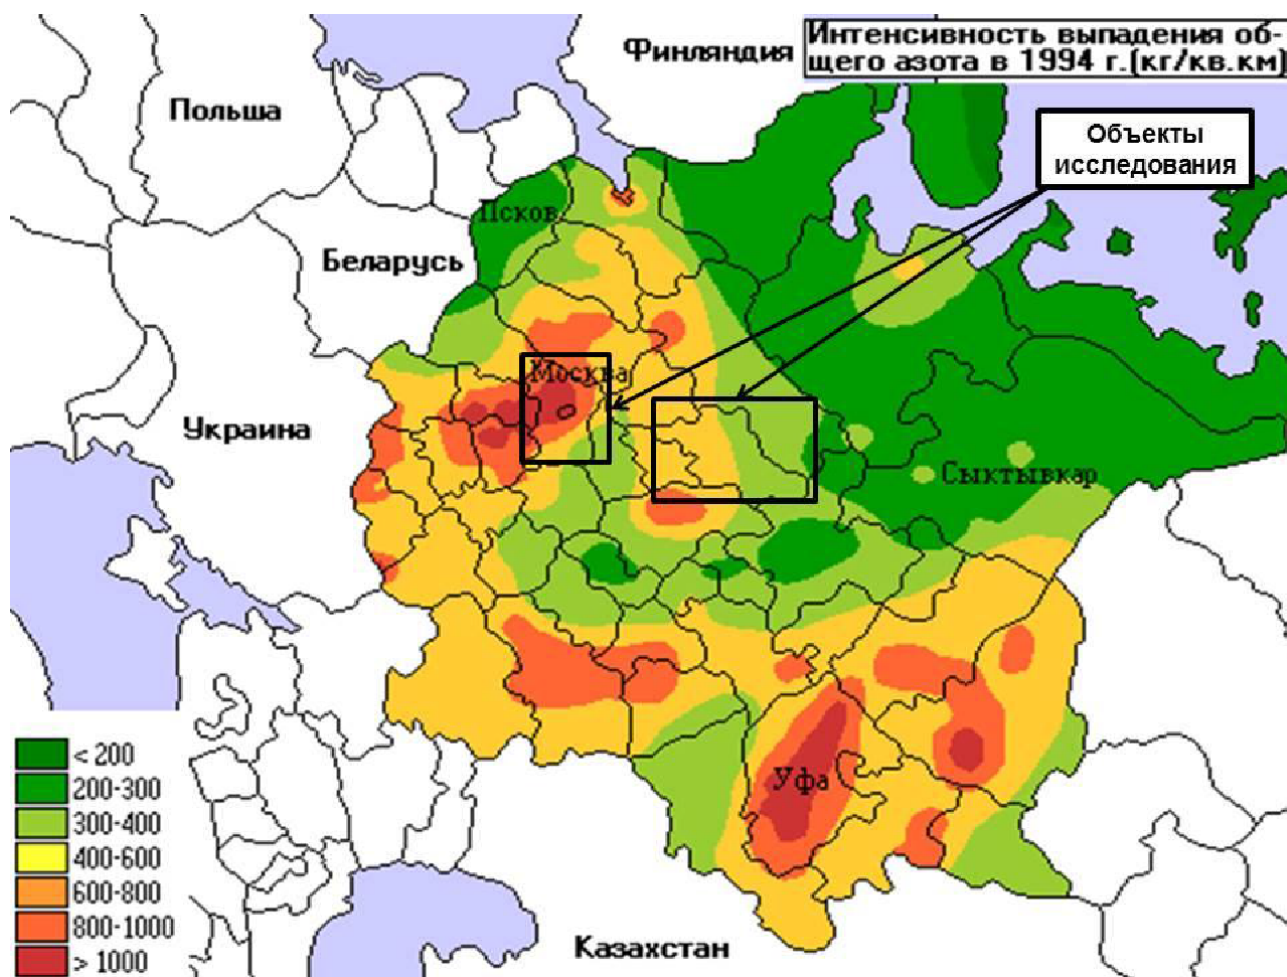 Финляндия
Интенсивность выпадения об-
щего азота в 1994 г.(кг/кв.км)
Польша
Объекты
исследования
Псков
Беларусь
Москва
Украина
Сыктывкар
Уфа
Казахстан
< 200
200-300
300-400
400-600
600-800
800-1000
> 1000